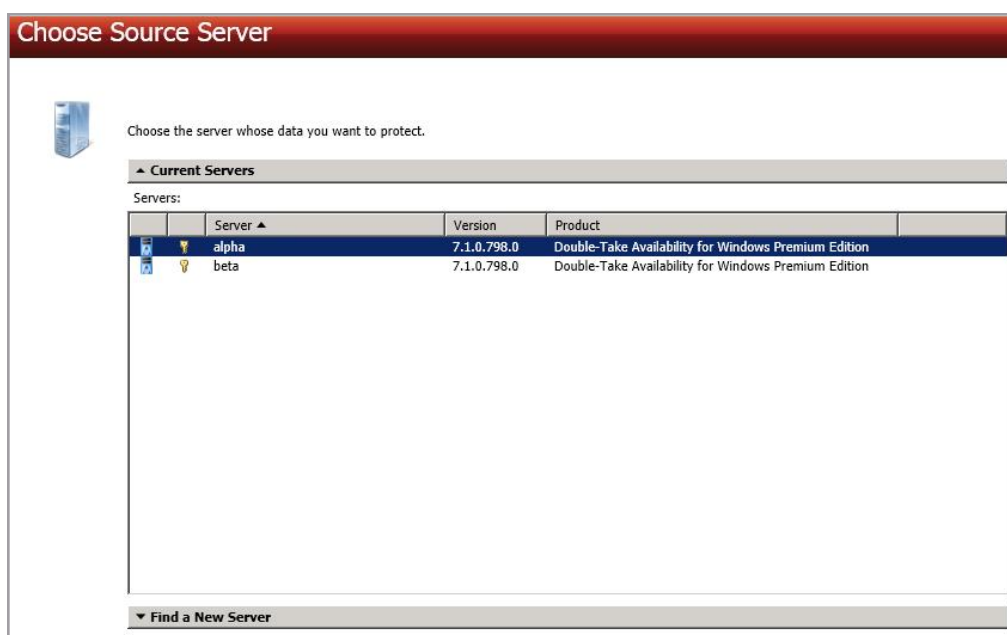 Choose Source Server
Choose the server whose data you want to protect.
▲ Current Servers
Servers:
Server ▲ Version Product
alpha 7.1.0.798.0 Double-Take Availability for Windows Premium Edition
beta 7.1.0.798.0 Double-Take Availability for Windows Premium Edition
▼ Find a New Server